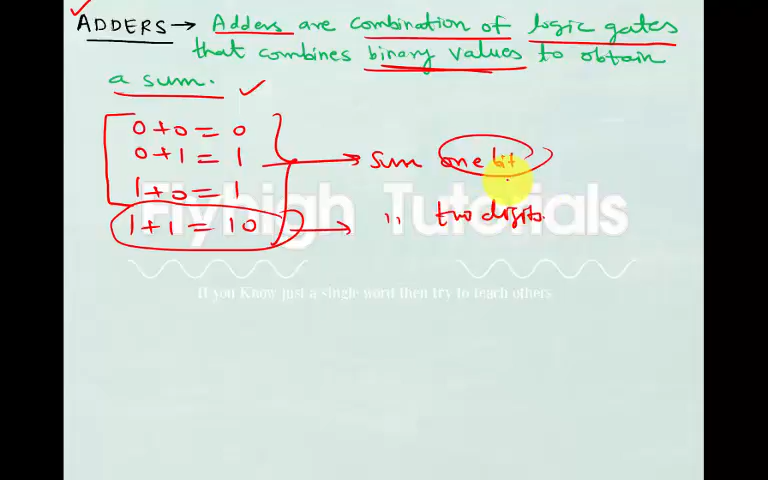 ADDERS → Adders are combination of logic gates
that combines binary values to obtain
a sum.
0+0 = 0
0+1 = 1 → sum one bit
1+0 = 1
1+1 = 10 → " two digits.
Flyhigh Tutorials
If you Know just a single word then try to teach others